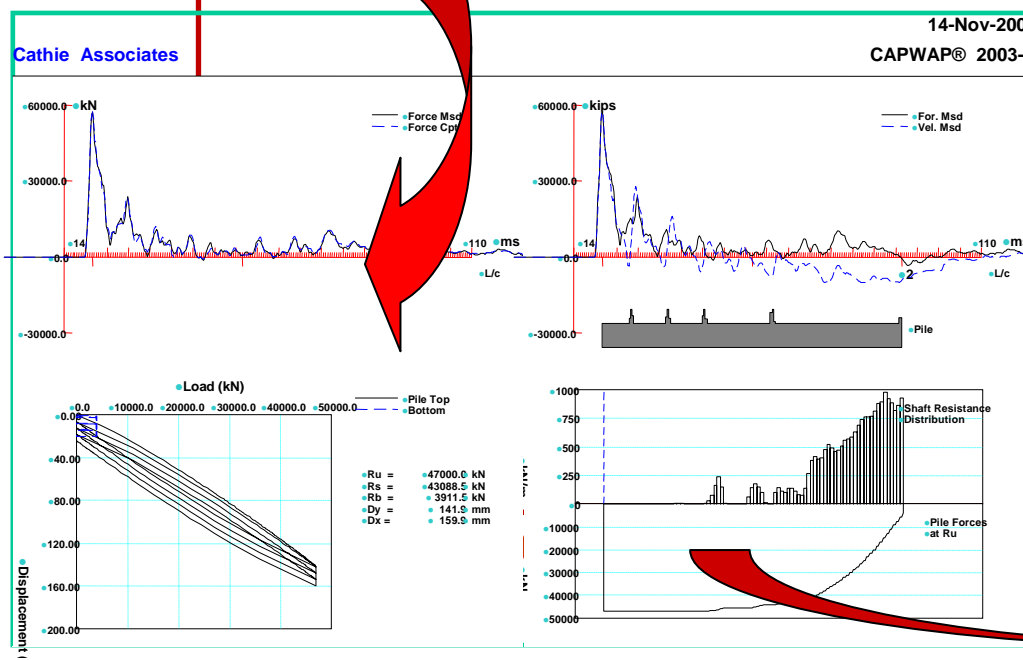 14-Nov-200
Cathie Associates
CAPWAP® 2003-
60000.0
kN
Force Msd
Force Cpt
30000.0
14
0.0
110
ms
L/c
-30000.0
60000.0
kips
For. Msd
Vel. Msd
30000.0
14
0.0
110
m
2
L/c
-30000.0
Pile
Load (kN)
0.0
10000.0
20000.0
30000.0
40000.0
50000.0
Pile Top
Bottom
0.00
40.00
80.00
120.00
160.00
200.00
Displacement
Ru = 47000.0 kN
Rs = 43088.5 kN
Rb = 3911.5 kN
Dy = 141.9 mm
Dx = 159.9 mm
1000
750
500
250
0
Shaft Resistance
Distribution
10000
20000
30000
40000
50000
Pile Forces
at Ru